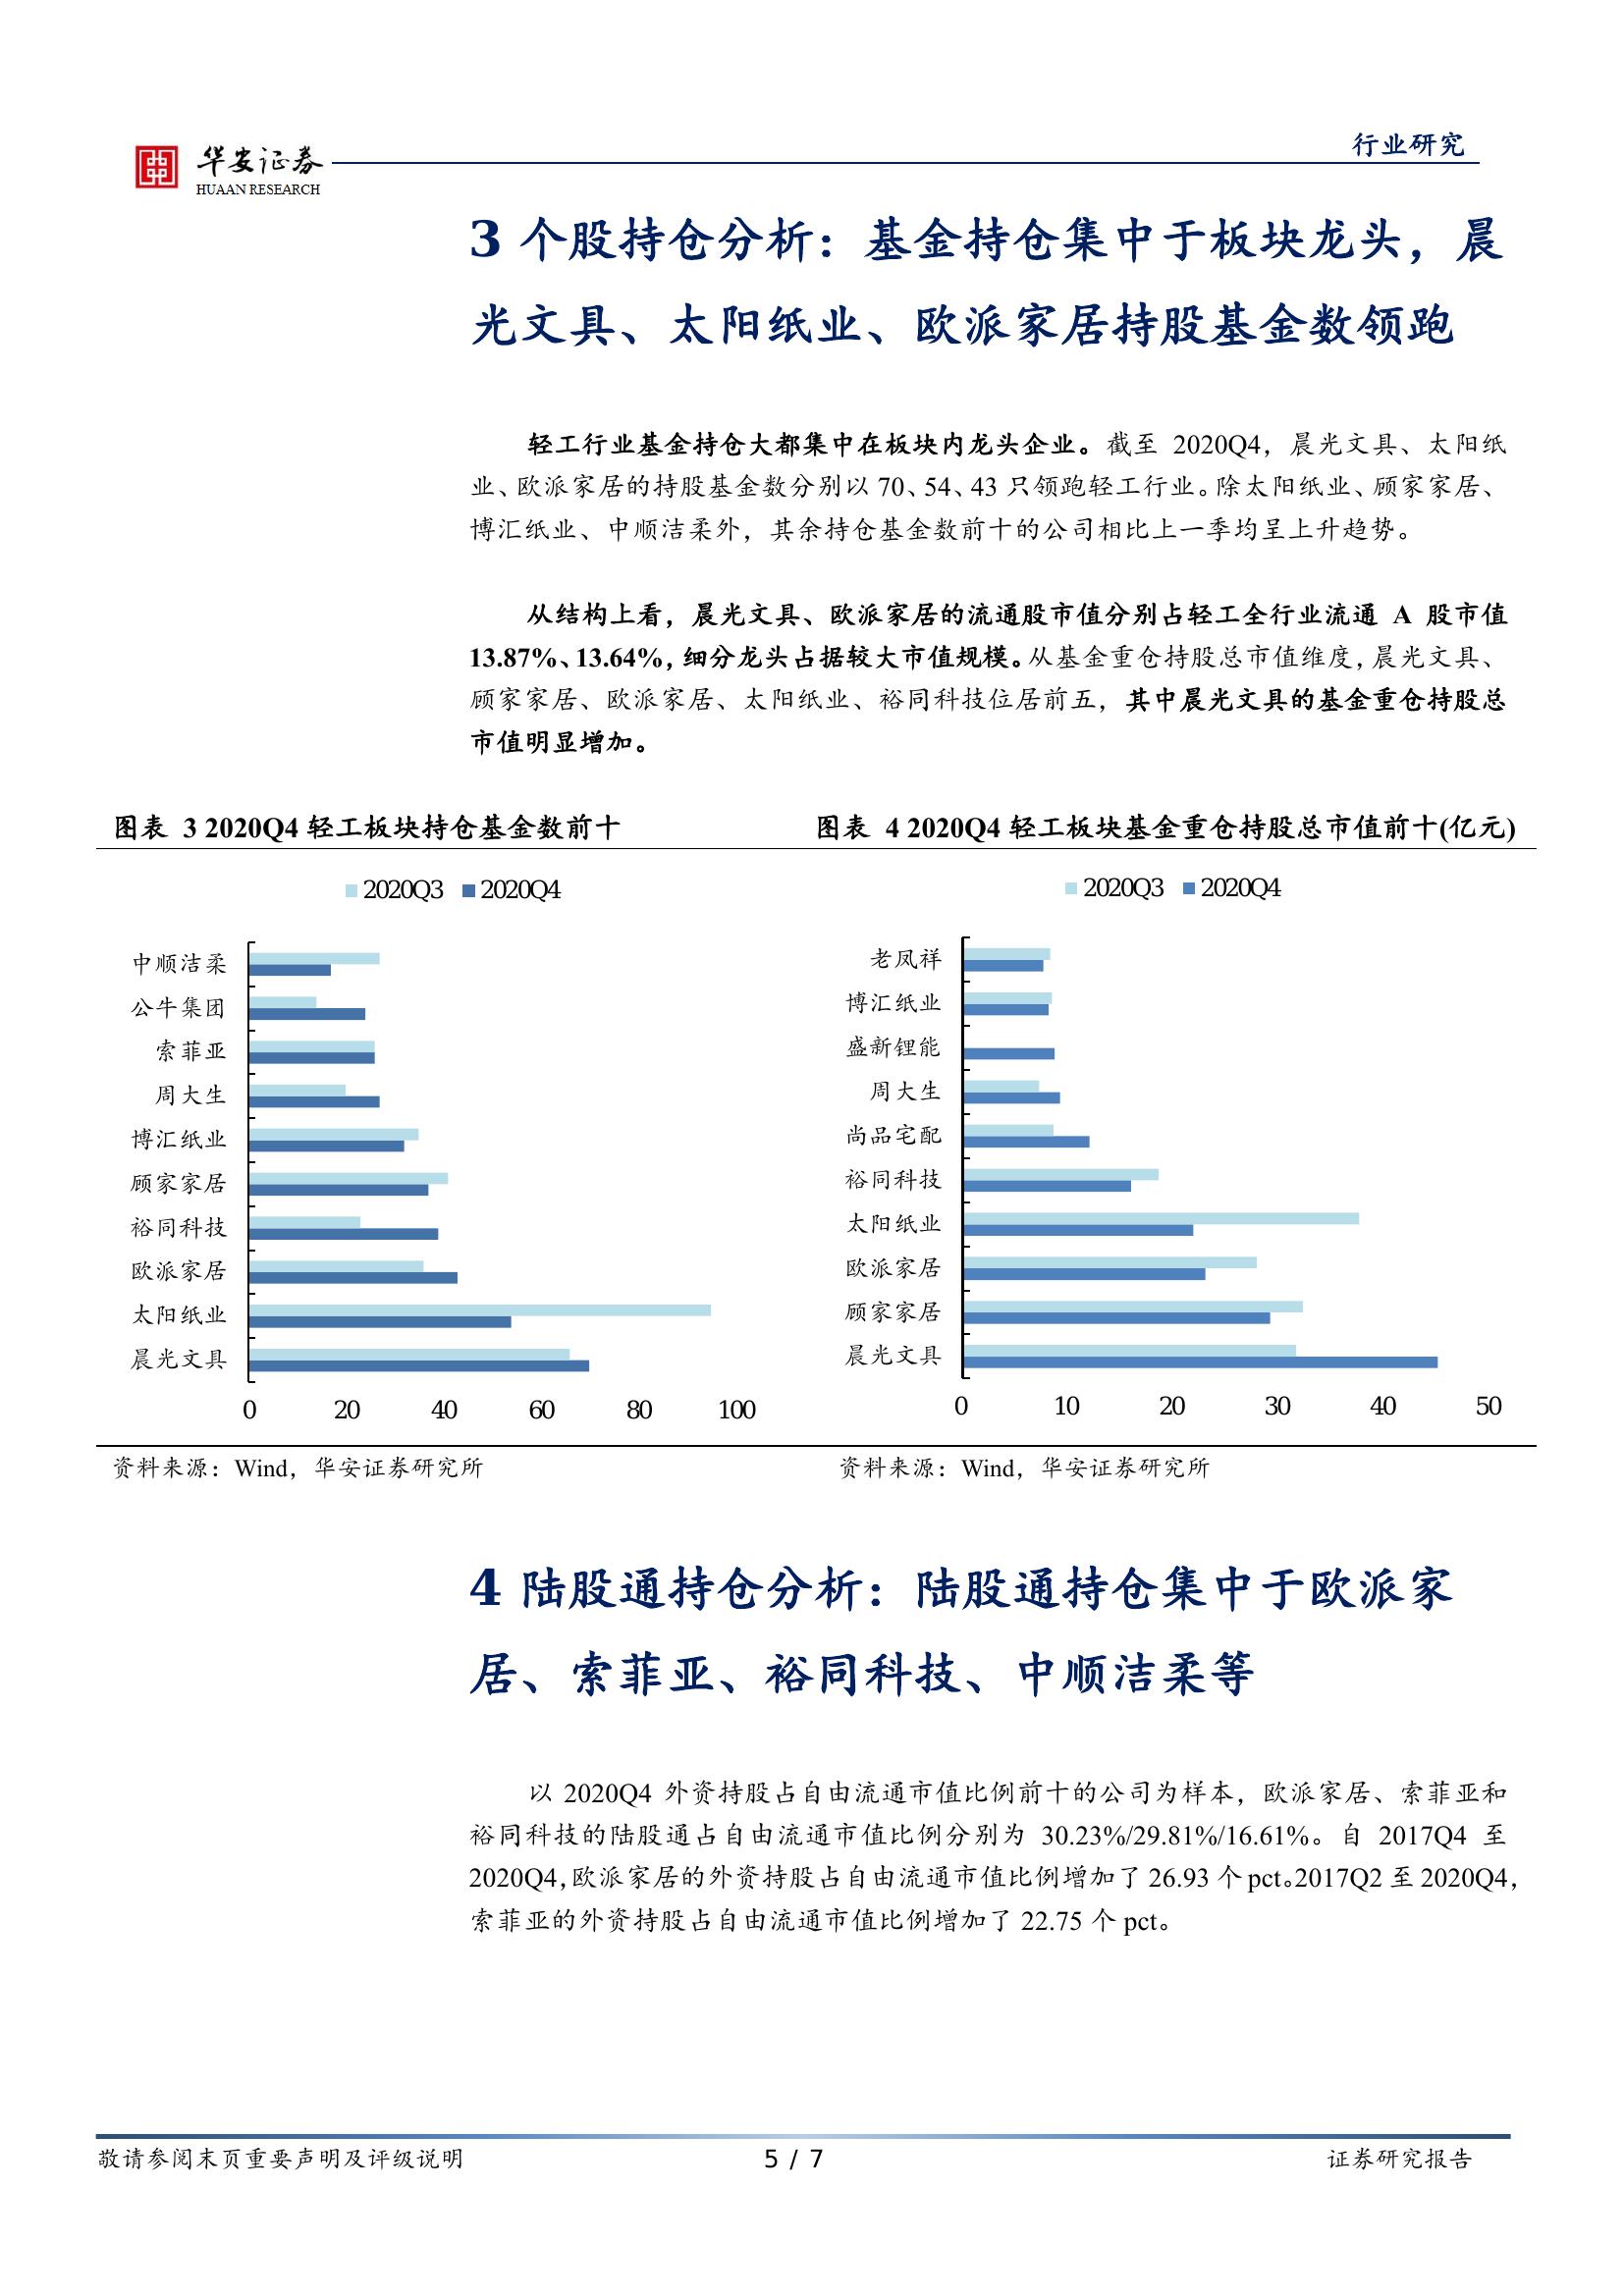 华安证券
HUAAN RESEARCH
行业研究
3 个股持仓分析：基金持仓集中于板块龙头，晨
光文具、太阳纸业、欧派家居持股基金数领跑
轻工行业基金持仓大都集中在板块内龙头企业。截至 2020Q4，晨光文具、太阳纸
业、欧派家居的持股基金数分别以 70、54、43 只领跑轻工行业。除太阳纸业、顾家家居、
博汇纸业、中顺洁柔外，其余持仓基金数前十的公司相比上一季均呈上升趋势。
从结构上看，晨光文具、欧派家居的流通股市值分别占轻工全行业流通 A 股市值
13.87%、13.64%，细分龙头占据较大市值规模。从基金重仓持股总市值维度，晨光文具、
顾家家居、欧派家居、太阳纸业、裕同科技位居前五，其中晨光文具的基金重仓持股总
市值明显增加。
图表 3 2020Q4 轻工板块持仓基金数前十
2020Q3 2020Q4
中顺洁柔
公牛集团
索菲亚
周大生
博汇纸业
顾家家居
裕同科技
欧派家居
太阳纸业
晨光文具
0 20 40 60 80 100
资料来源：Wind，华安证券研究所
图表 4 2020Q4 轻工板块基金重仓持股总市值前十(亿元)
2020Q3 2020Q4
老凤祥
博汇纸业
盛新锂能
周大生
尚品宅配
裕同科技
太阳纸业
欧派家居
顾家家居
晨光文具
0 10 20 30 40 50
资料来源：Wind，华安证券研究所
4 陆股通持仓分析：陆股通持仓集中于欧派家
居、索菲亚、裕同科技、中顺洁柔等
以 2020Q4 外资持股占自由流通市值比例前十的公司为样本，欧派家居、索菲亚和
裕同科技的陆股通占自由流通市值比例分别为 30.23%/29.81%/16.61%。自 2017Q4 至
2020Q4，欧派家居的外资持股占自由流通市值比例增加了 26.93 个 pct。2017Q2 至 2020Q4，
索菲亚的外资持股占自由流通市值比例增加了 22.75 个 pct。
敬请参阅末页重要声明及评级说明
5 / 7
证券研究报告